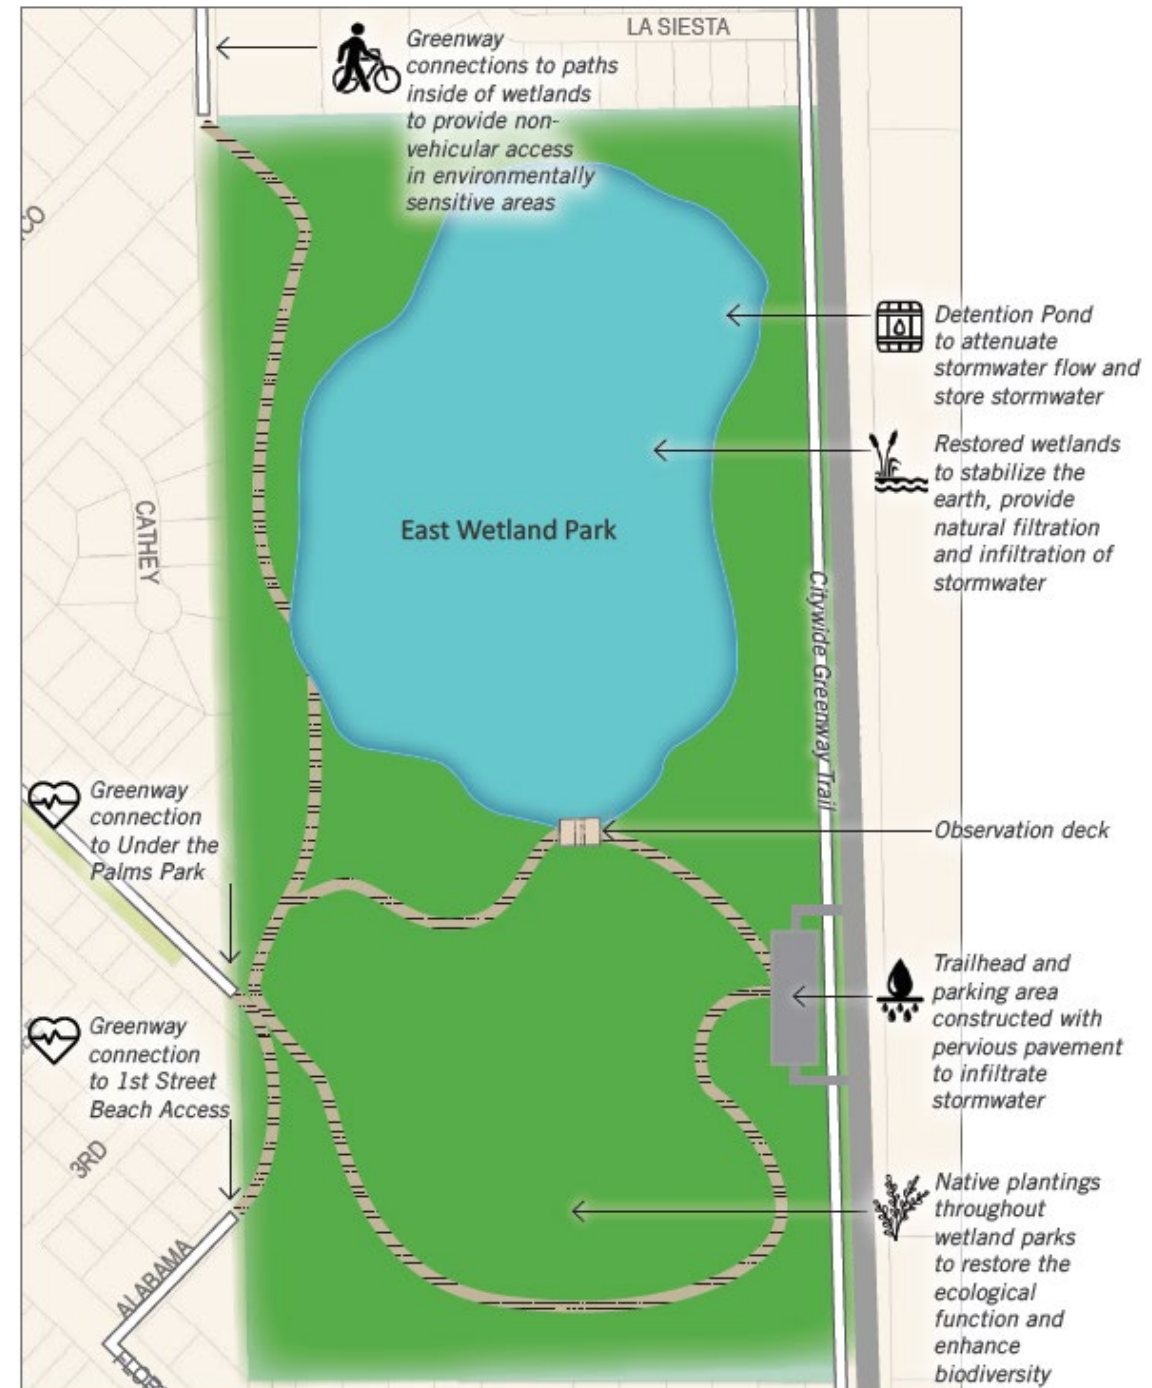 LA SIESTA
Greenway
connections to paths
inside of wetlands
to provide non-
vehicular access
in environmentally
sensitive areas
Detention Pond
to attenuate
stormwater flow and
store stormwater
Restored wetlands
to stabilize the
earth, provide
natural filtration
and infiltration of
stormwater
CATHEY
East Wetland Park
Citywide Greenway Trail
Greenway
connection
to Under the
Palms Park
Observation deck
Trailhead and
parking area
constructed with
pervious pavement
to infiltrate
stormwater
Greenway
connection
to 1st Street
Beach Access
3RD
Native plantings
throughout
wetland parks
to restore the
ecological
function and
enhance
biodiversity
ALABAMA